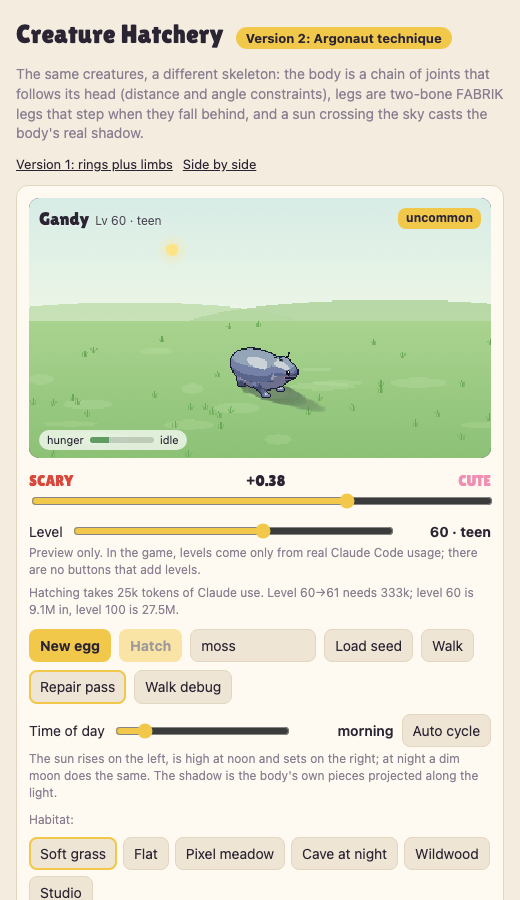 Creature Hatchery Version 2: Argonaut technique
The same creatures, a different skeleton: the body is a chain of joints that
follows its head (distance and angle constraints), legs are two-bone FABRIK
legs that step when they fall behind, and a sun crossing the sky casts the
body's real shadow.
Version 1: rings plus limbs Side by side
Gandy Lv 60 · teen uncommon
hunger idle
SCARY +0.38 CUTE
Level 60 · teen
Preview only. In the game, levels come only from real Claude Code usage; there
are no buttons that add levels.
Hatching takes 25k tokens of Claude use. Level 60→61 needs 333k; level 60 is
9.1M in, level 100 is 27.5M.
New egg Hatch moss Load seed Walk
Repair pass Walk debug
Time of day morning Auto cycle
The sun rises on the left, is high at noon and sets on the right; at night a dim
moon does the same. The shadow is the body's own pieces projected along the
light.
Habitat:
Soft grass Flat Pixel meadow Cave at night Wildwood
Studio